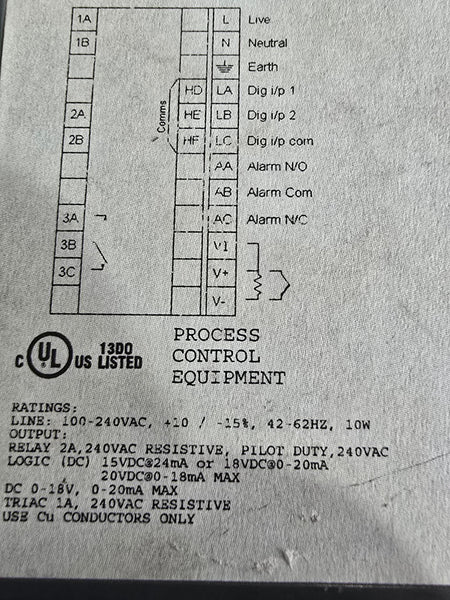 1A L Live
1B N Neutral
Earth
HD LA Dig i/p 1
2A HE LB Dig i/p 2
2B HF LC Dig i/p com
Comms
AA Alarm N/O
AB Alarm Com
3A AC Alarm N/C
3B VI
3C V+
V-
C UL US 13D0 LISTED
PROCESS
CONTROL
EQUIPMENT
RATINGS:
LINE: 100-240VAC, +10 / -15%, 42-62HZ, 10W
OUTPUT:
RELAY 2A,240VAC RESISTIVE, PILOT DUTY,240VAC
LOGIC (DC) 15VDC@24mA or 18VDC@0-20mA
20VDC@0-18mA MAX
DC 0-18V, 0-20mA MAX
TRIAC 1A, 240VAC RESISTIVE
USE Cu CONDUCTORS ONLY